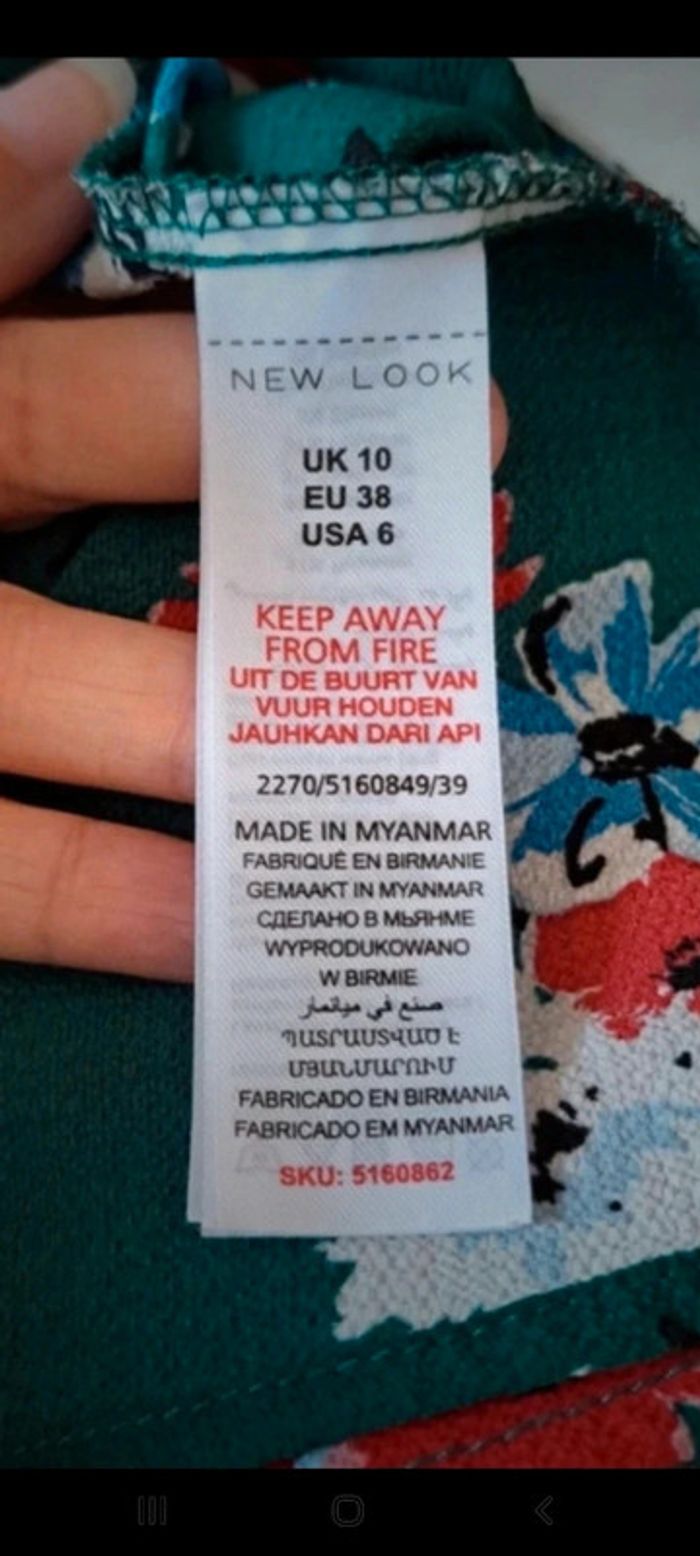 NEW LOOK
UK 10
EU 38
USA 6
KEEP AWAY
FROM FIRE
UIT DE BUURT VAN
VUUR HOUDEN
JAUHKAN DARI API
2270/5160849/39
MADE IN MYANMAR
FABRIQUÉ EN BIRMANIE
GEMAAKT IN MYANMAR
СДЕЛАНО В МЬЯНМЕ
WYPRODUKOWANO
W BIRMIE
صنع في ميانمار
ՊԱՏՐԱՍՏՎԱԾ Է
ՄՅԱՆՄԱՐՈՒՄ
FABRICADO EN BIRMANIA
FABRICADO EM MYANMAR
SKU: 5160862